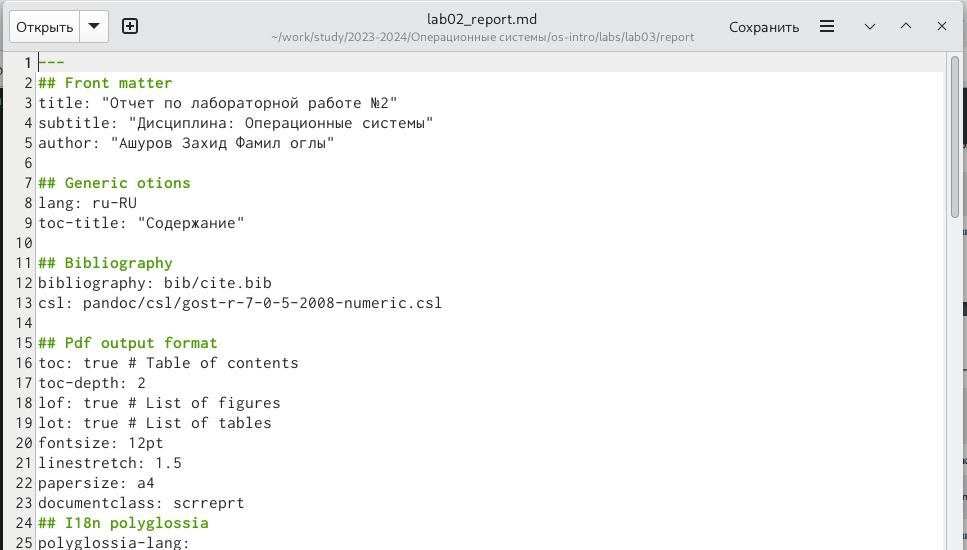 Открыть
lab02_report.md
~/work/study/2023-2024/Операционные системы/os-intro/labs/lab03/report
Сохранить
1 ---
2 ## Front matter
3 title: "Отчет по лабораторной работе №2"
4 subtitle: "Дисциплина: Операционные системы"
5 author: "Ашуров Захид Фамил оглы"
6
7 ## Generic otions
8 lang: ru-RU
9 toc-title: "Содержание"
10
11 ## Bibliography
12 bibliography: bib/cite.bib
13 csl: pandoc/csl/gost-r-7-0-5-2008-numeric.csl
14
15 ## Pdf output format
16 toc: true # Table of contents
17 toc-depth: 2
18 lof: true # List of figures
19 lot: true # List of tables
20 fontsize: 12pt
21 linestretch: 1.5
22 papersize: a4
23 documentclass: scrreprt
24 ## I18n polyglossia
25 polyglossia-lang: